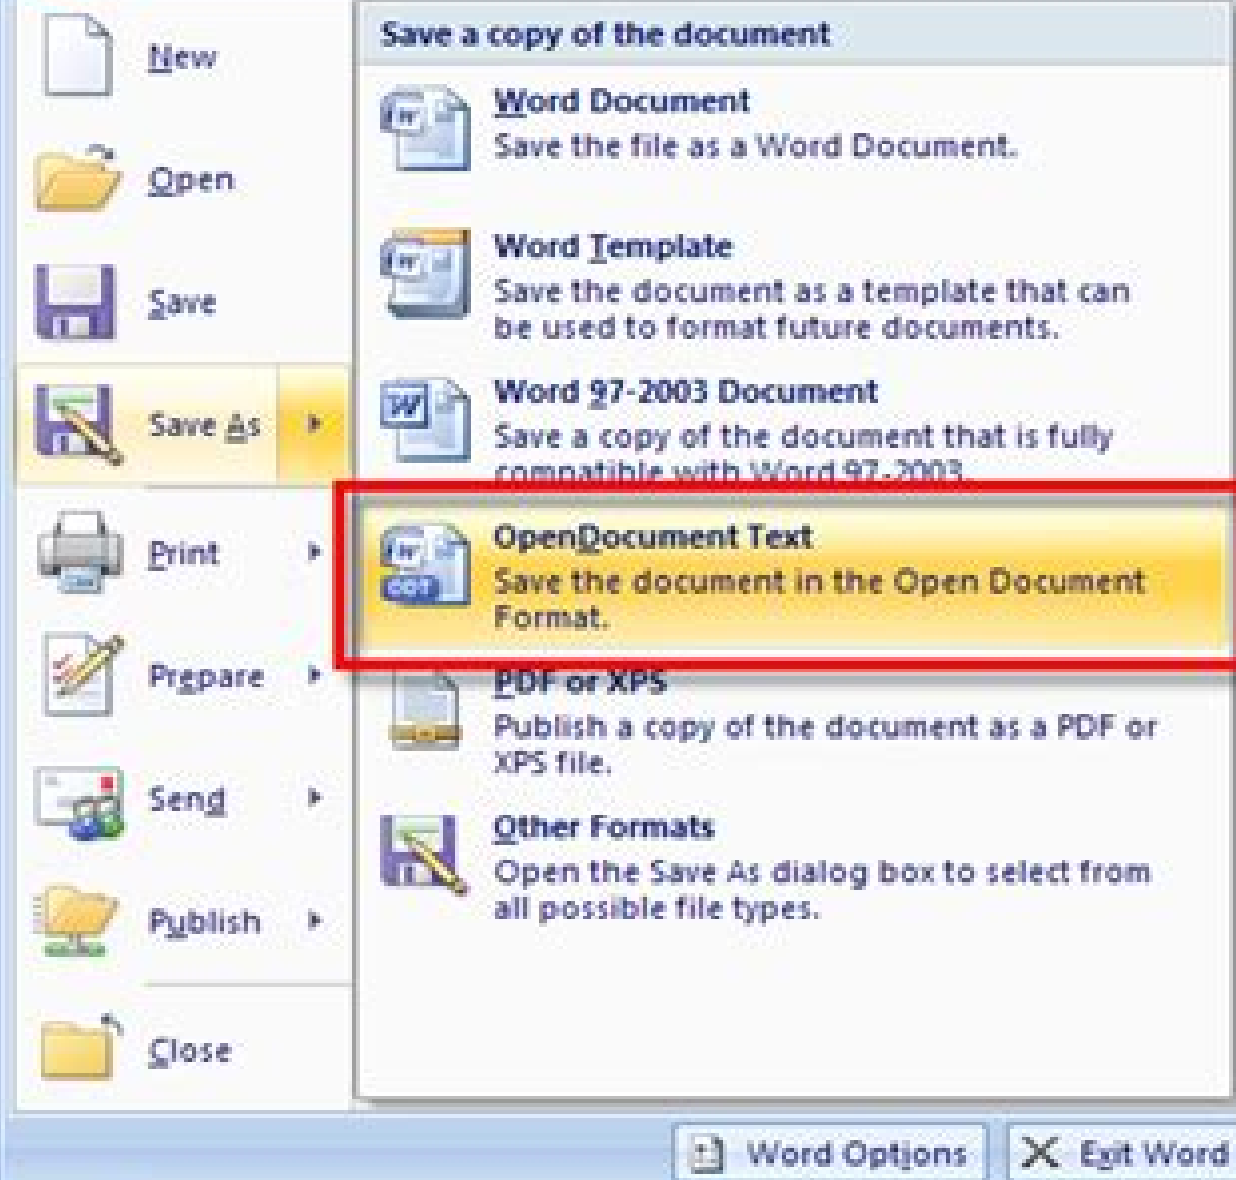 New
Open
Save
Save As
Print
Prepare
Send
Publish
Close
Save a copy of the document
Word Document
Save the file as a Word Document.
Word Template
Save the document as a template that can
be used to format future documents.
Word 97-2003 Document
Save a copy of the document that is fully
compatible with Word 97-2003.
OpenDocument Text
Save the document in the Open Document
Format.
PDF or XPS
Publish a copy of the document as a PDF or
XPS file.
Other Formats
Open the Save As dialog box to select from
all possible file types.
Word Options
Exit Word